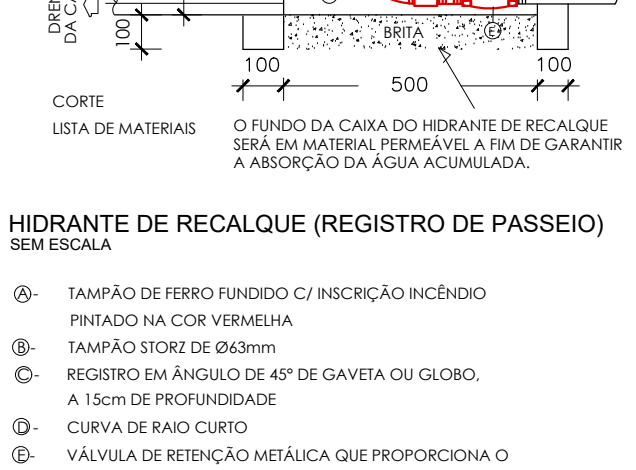 DREN
DA CA
100
BRITA
E
100
500
100
CORTE
LISTA DE MATERIAIS
O FUNDO DA CAIXA DO HIDRANTE DE RECALQUE
SERÁ EM MATERIAL PERMEÁVEL A FIM DE GARANTIR
A ABSORÇÃO DA ÁGUA ACUMULADA.
HIDRANTE DE RECALQUE (REGISTRO DE PASSEIO)
SEM ESCALA
A- TAMPÃO DE FERRO FUNDIDO C/ INSCRIÇÃO INCÊNDIO
PINTADO NA COR VERMELHA
B- TAMPÃO STORZ DE Ø63mm
C- REGISTRO EM ÂNGULO DE 45° DE GAVETA OU GLOBO,
A 15cm DE PROFUNDIDADE
D- CURVA DE RAIO CURTO
E- VÁLVULA DE RETENÇÃO METÁLICA QUE PROPORCIONA O